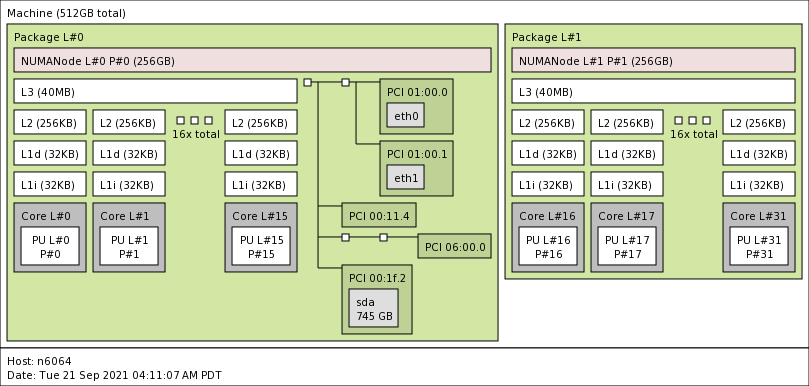 Machine (512GB total)
Package L#0
NUMANode L#0 P#0 (256GB)
L3 (40MB)
L2 (256KB) L2 (256KB) 16x total L2 (256KB)
L1d (32KB) L1d (32KB) L1d (32KB)
L1i (32KB) L1i (32KB) L1i (32KB)
Core L#0 Core L#1 Core L#15
PU L#0 PU L#1 PU L#15
P#0 P#1 P#15
PCI 01:00.0
eth0
PCI 01:00.1
eth1
PCI 00:11.4
PCI 06:00.0
PCI 00:1f.2
sda
745 GB
Package L#1
NUMANode L#1 P#1 (256GB)
L3 (40MB)
L2 (256KB) L2 (256KB) 16x total L2 (256KB)
L1d (32KB) L1d (32KB) L1d (32KB)
L1i (32KB) L1i (32KB) L1i (32KB)
Core L#16 Core L#17 Core L#31
PU L#16 PU L#17 PU L#31
P#16 P#17 P#31
Host: n6064
Date: Tue 21 Sep 2021 04:11:07 AM PDT